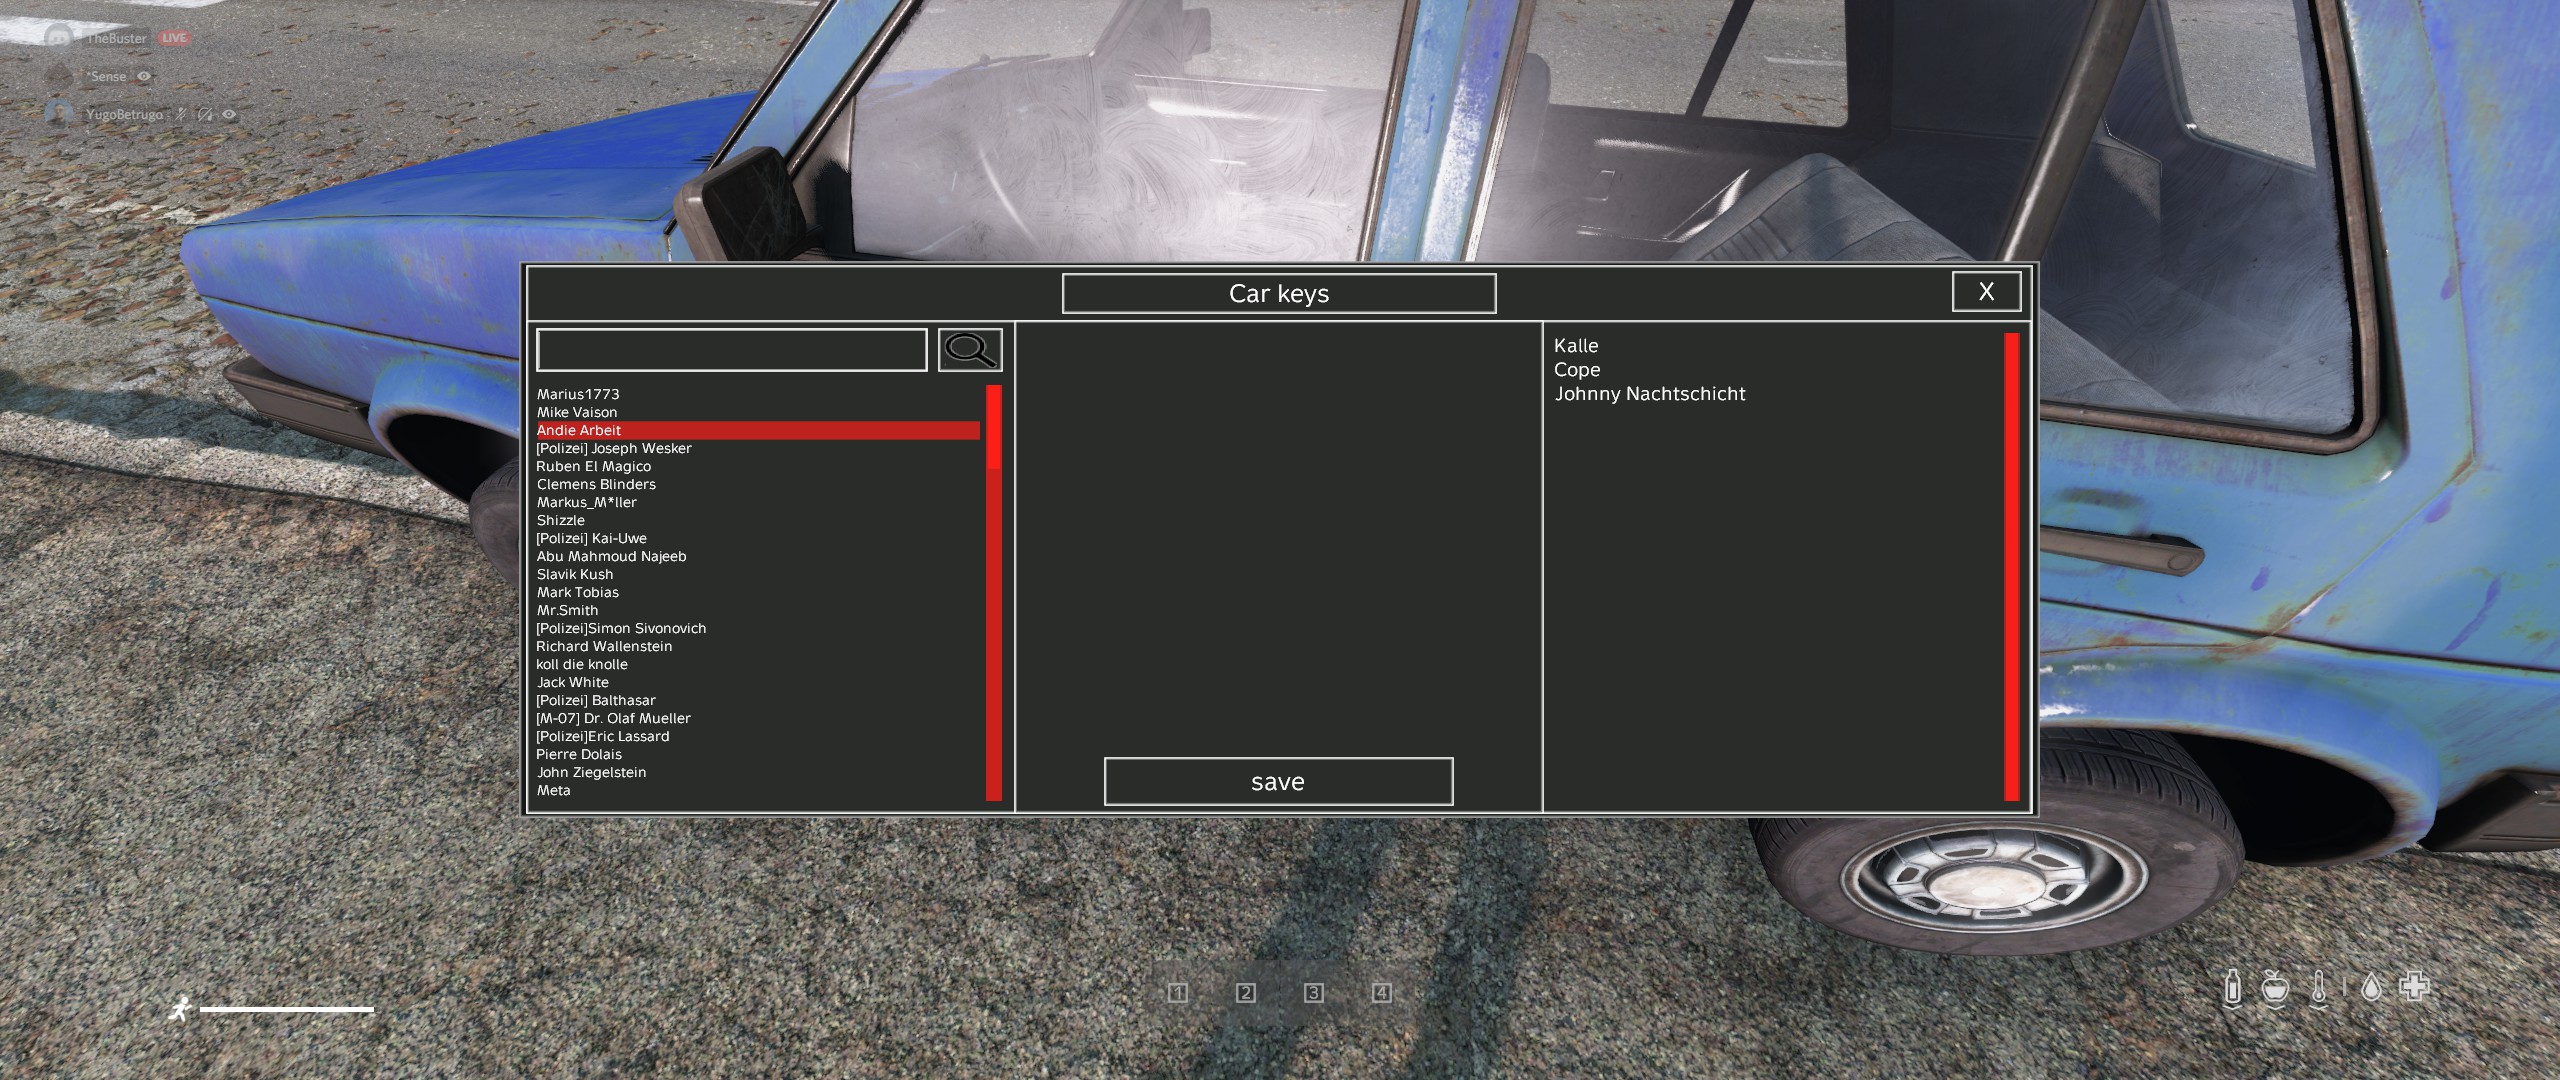 TheBuster LIVE
*Sense
YugoBetrugo
Car keys
X
Marius1773
Mike Vaison
Andie Arbeit
[Polizei] Joseph Wesker
Ruben El Magico
Clemens Blinders
Markus_M*ller
Shizzle
[Polizei] Kai-Uwe
Abu Mahmoud Najeeb
Slavik Kush
Mark Tobias
Mr.Smith
[Polizei]Simon Sivonovich
Richard Wallenstein
koll die knolle
Jack White
[Polizei] Balthasar
[M-07] Dr. Olaf Mueller
[Polizei]Eric Lassard
Pierre Dolais
John Ziegelstein
Meta
save
Kalle
Cope
Johnny Nachtschicht
1 2 3 4